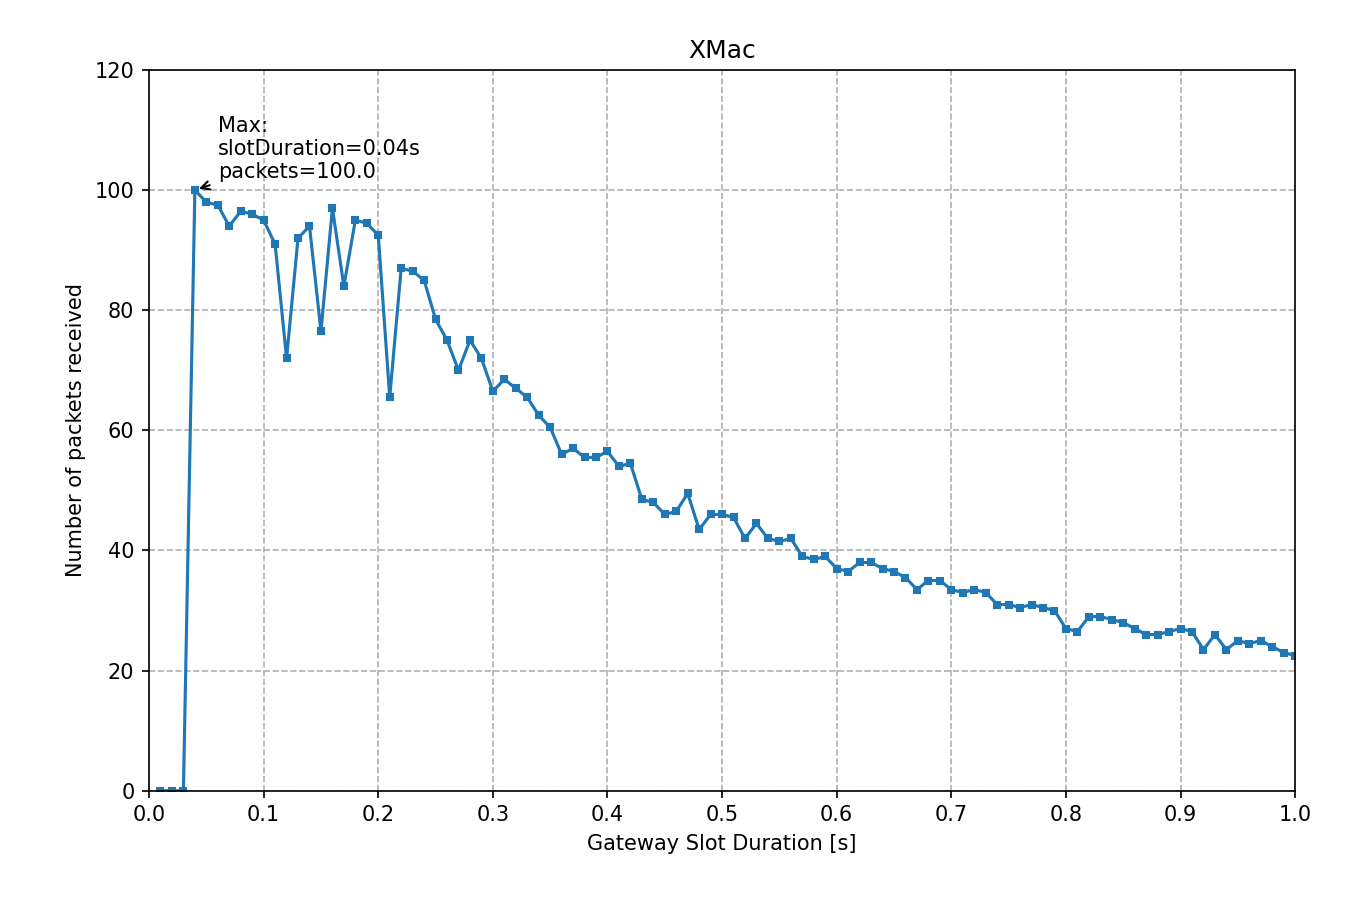 XMac
120
100
80
60
40
20
0
Number of packets received
Max:
slotDuration=0.04s
packets=100.0
0.0 0.1 0.2 0.3 0.4 0.5 0.6 0.7 0.8 0.9 1.0
Gateway Slot Duration [s]